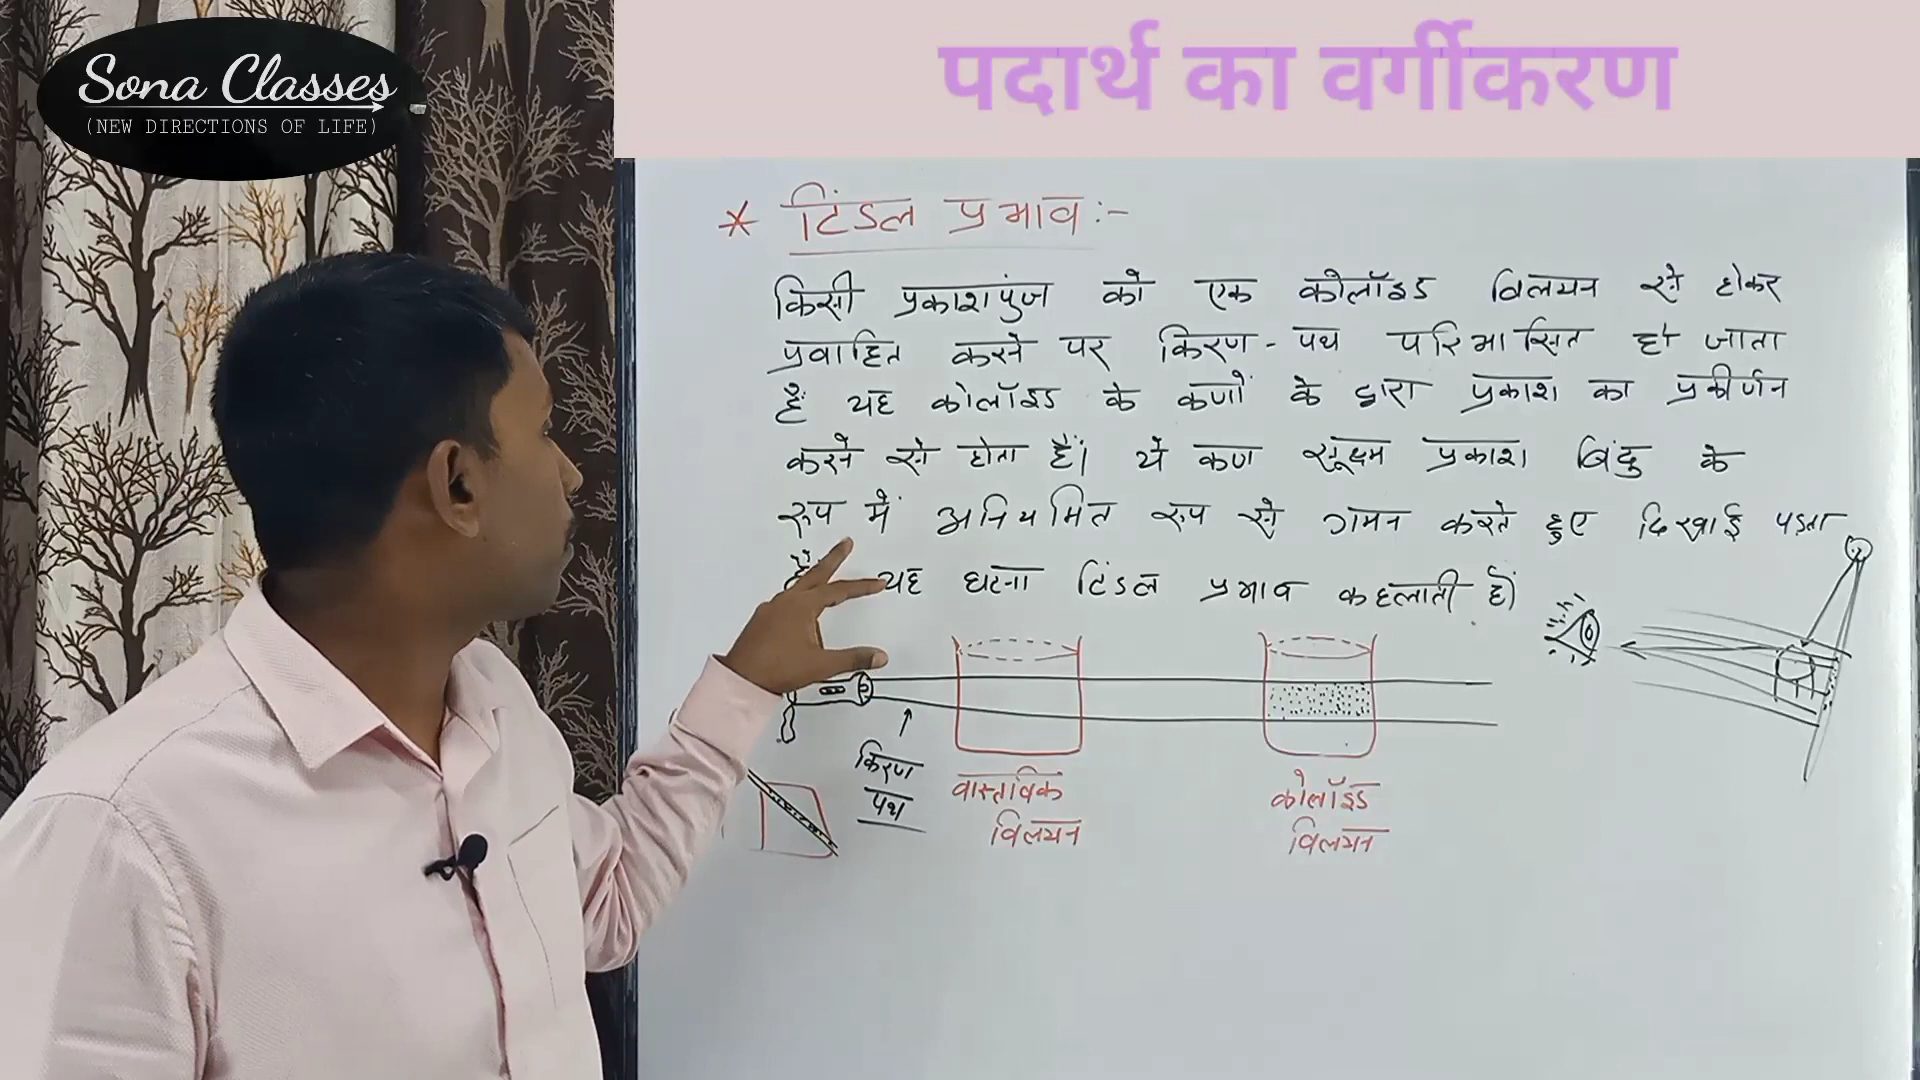 Sona Classes
(NEW DIRECTIONS OF LIFE)
पदार्थ का वर्गीकरण
* टिंडल प्रभाव :-
किसी प्रकाशपुंज को एक कोलॉइड विलयन से होकर
प्रवाहित करने पर किरण - पथ परिभासित हो जाता
है यह कोलॉइड के कणों के द्वारा प्रकाश का प्रकीर्णन
करने से होता है। ये कण सूक्ष्म प्रकाश बिंदु के
रूप में अनियमित रूप से गमन करते हुए दिखाई पड़ता
है यह घटना टिंडल प्रभाव कहलाती है।
किरण
पथ
वास्तविक
विलयन
कोलॉइड
विलयन